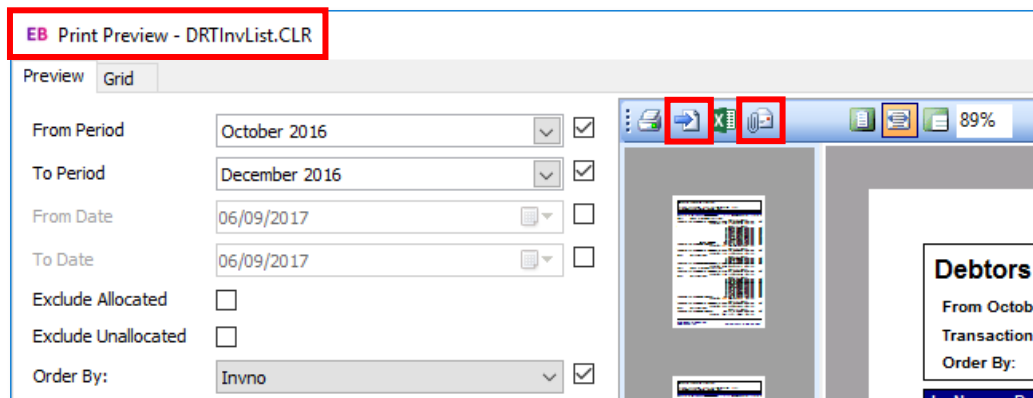 EB Print Preview - DRTInvList.CLR
Preview Grid
From Period October 2016
To Period December 2016
From Date 06/09/2017
To Date 06/09/2017
Exclude Allocated
Exclude Unallocated
Order By: Invno
89%
Debtors
From Octob
Transaction
Order By: